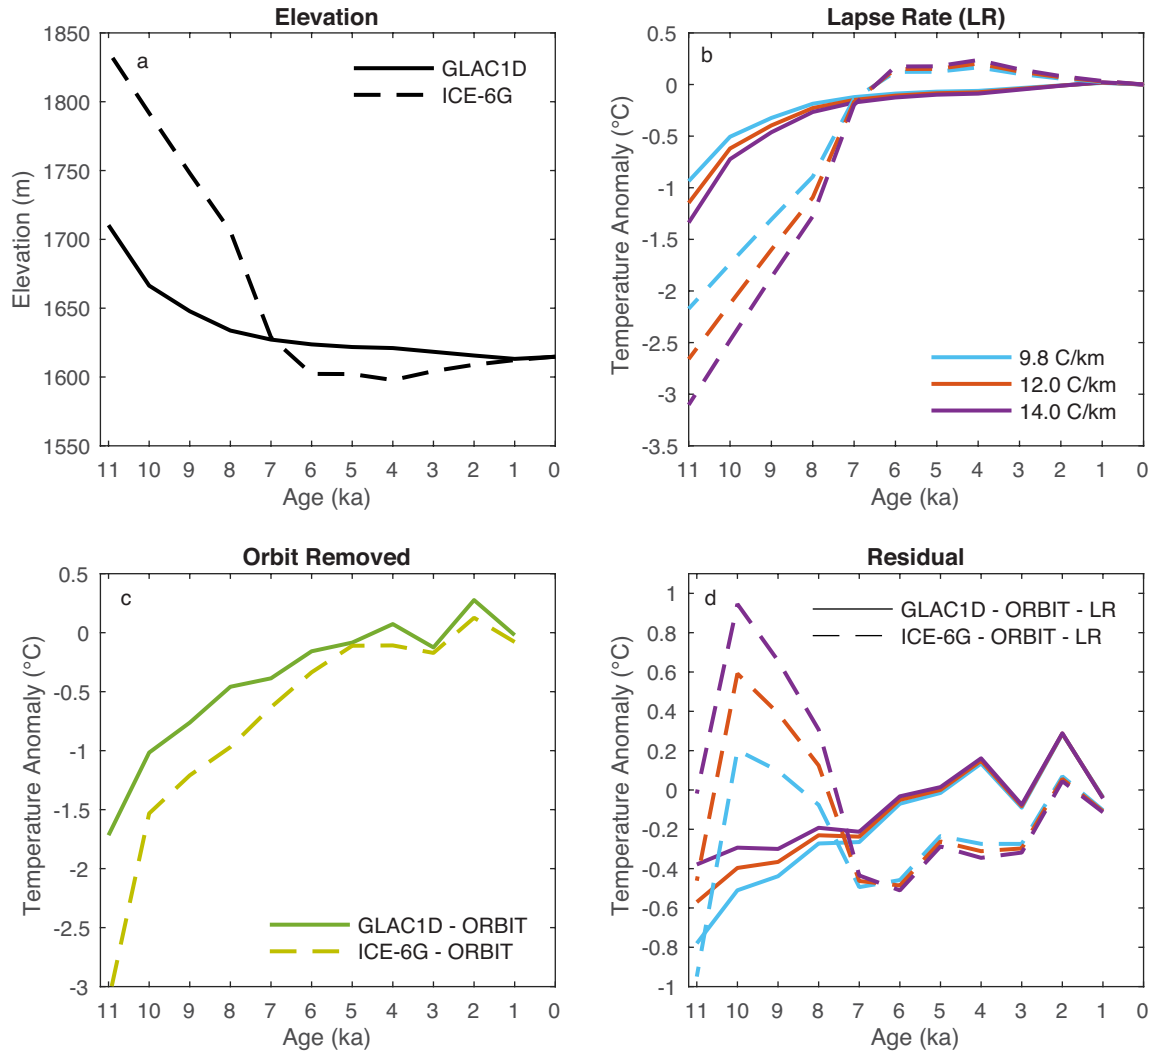 Elevation
a
GLAC1D
ICE-6G
1850
1800
1750
1700
1650
1600
1550
Elevation (m)
11 10 9 8 7 6 5 4 3 2 1 0
Age (ka)
Lapse Rate (LR)
b
0.5
0
-0.5
-1
-1.5
-2
-2.5
-3
-3.5
Temperature Anomaly (°C)
9.8 C/km
12.0 C/km
14.0 C/km
11 10 9 8 7 6 5 4 3 2 1 0
Age (ka)
Orbit Removed
c
0.5
0
-0.5
-1
-1.5
-2
-2.5
-3
Temperature Anomaly (°C)
GLAC1D - ORBIT
ICE-6G - ORBIT
11 10 9 8 7 6 5 4 3 2 1 0
Age (ka)
Residual
d
GLAC1D - ORBIT - LR
ICE-6G - ORBIT - LR
1
0.8
0.6
0.4
0.2
0
-0.2
-0.4
-0.6
-0.8
-1
Temperature Anomaly (°C)
11 10 9 8 7 6 5 4 3 2 1 0
Age (ka)